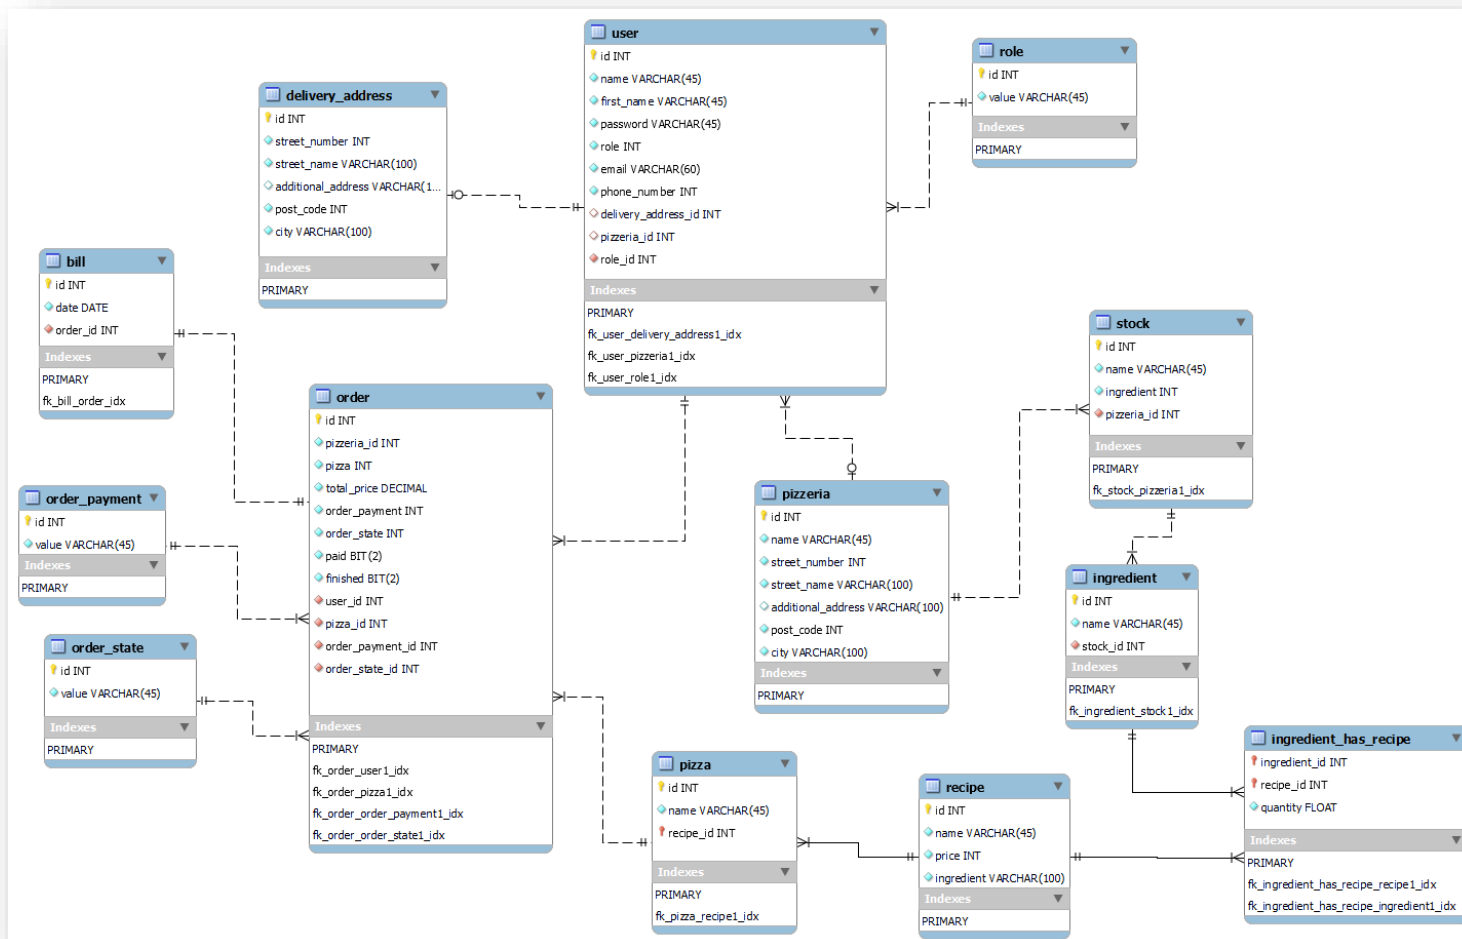 user
id INT
name VARCHAR(45)
first_name VARCHAR(45)
password VARCHAR(45)
role INT
email VARCHAR(60)
phone_number INT
delivery_address_id INT
pizzeria_id INT
role_id INT
Indexes
PRIMARY
fk_user_delivery_address1_idx
fk_user_pizzeria1_idx
fk_user_role1_idx
role
id INT
value VARCHAR(45)
Indexes
PRIMARY
delivery_address
id INT
street_number INT
street_name VARCHAR(100)
additional_address VARCHAR(1...
post_code INT
city VARCHAR(100)
Indexes
PRIMARY
bill
id INT
date DATE
order_id INT
Indexes
PRIMARY
fk_bill_order_idx
order
id INT
pizzeria_id INT
pizza INT
total_price DECIMAL
order_payment INT
order_state INT
paid BIT(2)
finished BIT(2)
user_id INT
pizza_id INT
order_payment_id INT
order_state_id INT
Indexes
PRIMARY
fk_order_user1_idx
fk_order_pizza1_idx
fk_order_order_payment1_idx
fk_order_order_state1_idx
order_payment
id INT
value VARCHAR(45)
Indexes
PRIMARY
order_state
id INT
value VARCHAR(45)
Indexes
PRIMARY
stock
id INT
name VARCHAR(45)
ingredient INT
pizzeria_id INT
Indexes
PRIMARY
fk_stock_pizzeria1_idx
pizzeria
id INT
name VARCHAR(45)
street_number INT
street_name VARCHAR(100)
additional_address VARCHAR(100)
post_code INT
city VARCHAR(100)
Indexes
PRIMARY
ingredient
id INT
name VARCHAR(45)
stock_id INT
Indexes
PRIMARY
fk_ingredient_stock1_idx
pizza
id INT
name VARCHAR(45)
recipe_id INT
Indexes
PRIMARY
fk_pizza_recipe1_idx
recipe
id INT
name VARCHAR(45)
price INT
ingredient VARCHAR(100)
Indexes
PRIMARY
ingredient_has_recipe
ingredient_id INT
recipe_id INT
quantity FLOAT
Indexes
PRIMARY
fk_ingredient_has_recipe_recipe1_idx
fk_ingredient_has_recipe_ingredient1_idx